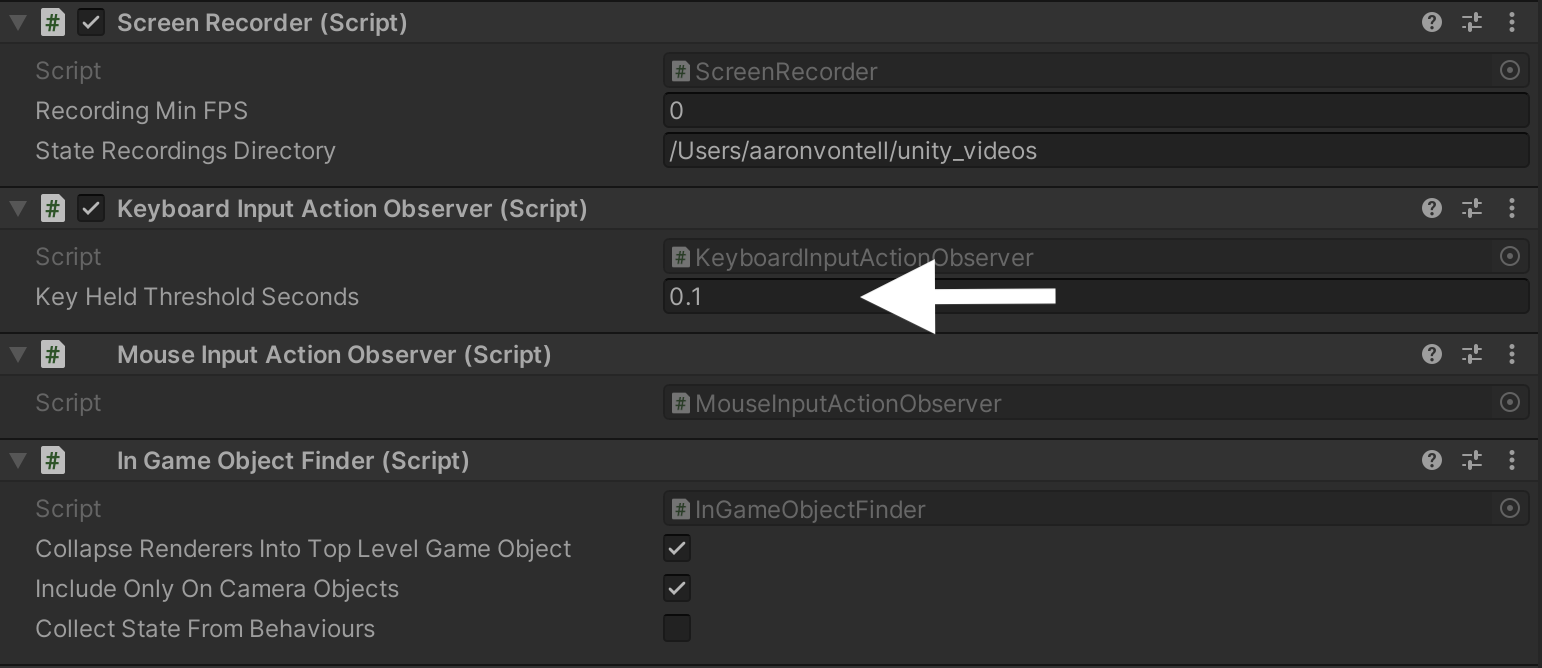 Screen Recorder (Script)
Script ScreenRecorder
Recording Min FPS 0
State Recordings Directory /Users/aaronvontell/unity_videos
Keyboard Input Action Observer (Script)
Script KeyboardInputActionObserver
Key Held Threshold Seconds 0.1
Mouse Input Action Observer (Script)
Script MouseInputActionObserver
In Game Object Finder (Script)
Script InGameObjectFinder
Collapse Renderers Into Top Level Game Object
Include Only On Camera Objects
Collect State From Behaviours